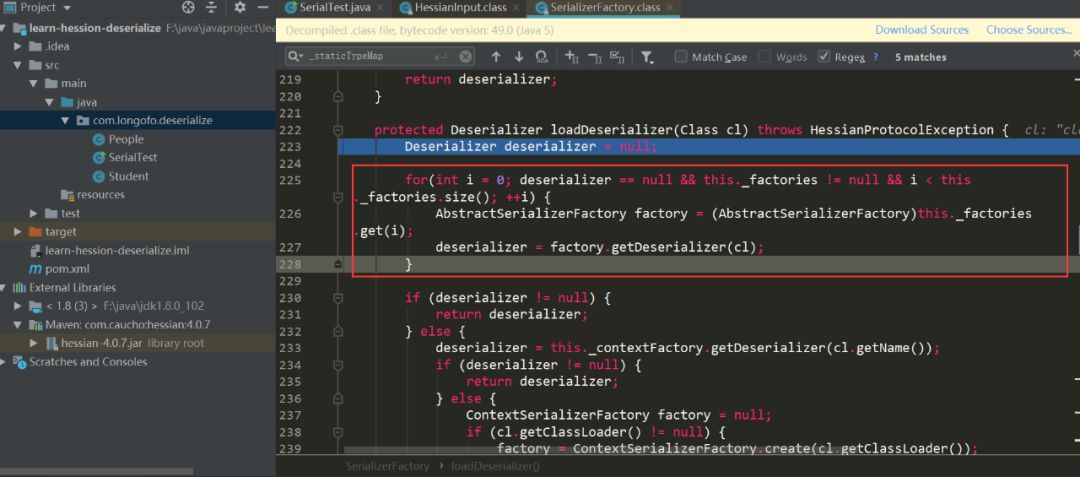 Project
SerialTest.java
HessianInput.class
SerializerFactory.class
learn-hession-deserialize F:\java\javaproject\lea
.idea
src
main
java
com.longofo.deserialize
People
SerialTest
Student
resources
test
target
learn-hession-deserialize.iml
pom.xml
External Libraries
< 1.8 (3) > F:\java\jdk1.8.0_102
Maven: com.caucho:hessian:4.0.7
hessian-4.0.7.jar library root
Scratches and Consoles
Decompiled .class file, bytecode version: 49.0 (Java 5)
Download Sources
Choose Sources...
_staticTypeMap
Match Case
Words
Regex
?
5 matches
219 return deserializer;
220 }
221
222 protected Deserializer loadDeserializer(Class cl) throws HessianProtocolException { cl: "cl
223 Deserializer deserializer = null;
224
225 for(int i = 0; deserializer == null && this._factories != null && i < this
._factories.size(); ++i) {
226 AbstractSerializerFactory factory = (AbstractSerializerFactory)this._factories
.get(i);
227 deserializer = factory.getDeserializer(cl);
228 }
229
230 if (deserializer != null) {
231 return deserializer;
232 } else {
233 deserializer = this._contextFactory.getDeserializer(cl.getName());
234 if (deserializer != null) {
235 return deserializer;
236 } else {
237 ContextSerializerFactory factory = null;
238 if (cl.getClassLoader() != null) {
239 factory = ContextSerializerFactory.create(cl.getClassLoader());
SerializerFactory › loadDeserializer()